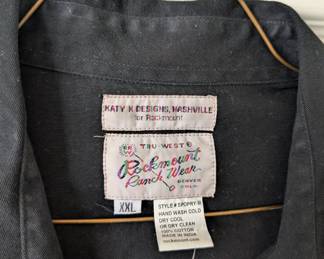 KATY K DESIGNS, NASHVILLE
for Rockmount
TRU-WEST®
Rockmount
Ranch Wear
DENVER
COLO.
XXL
HAND WASH COLD
DRY COOL
OR DRY CLEAN
100% COTTON
MADE IN INDIA
rockmount.com